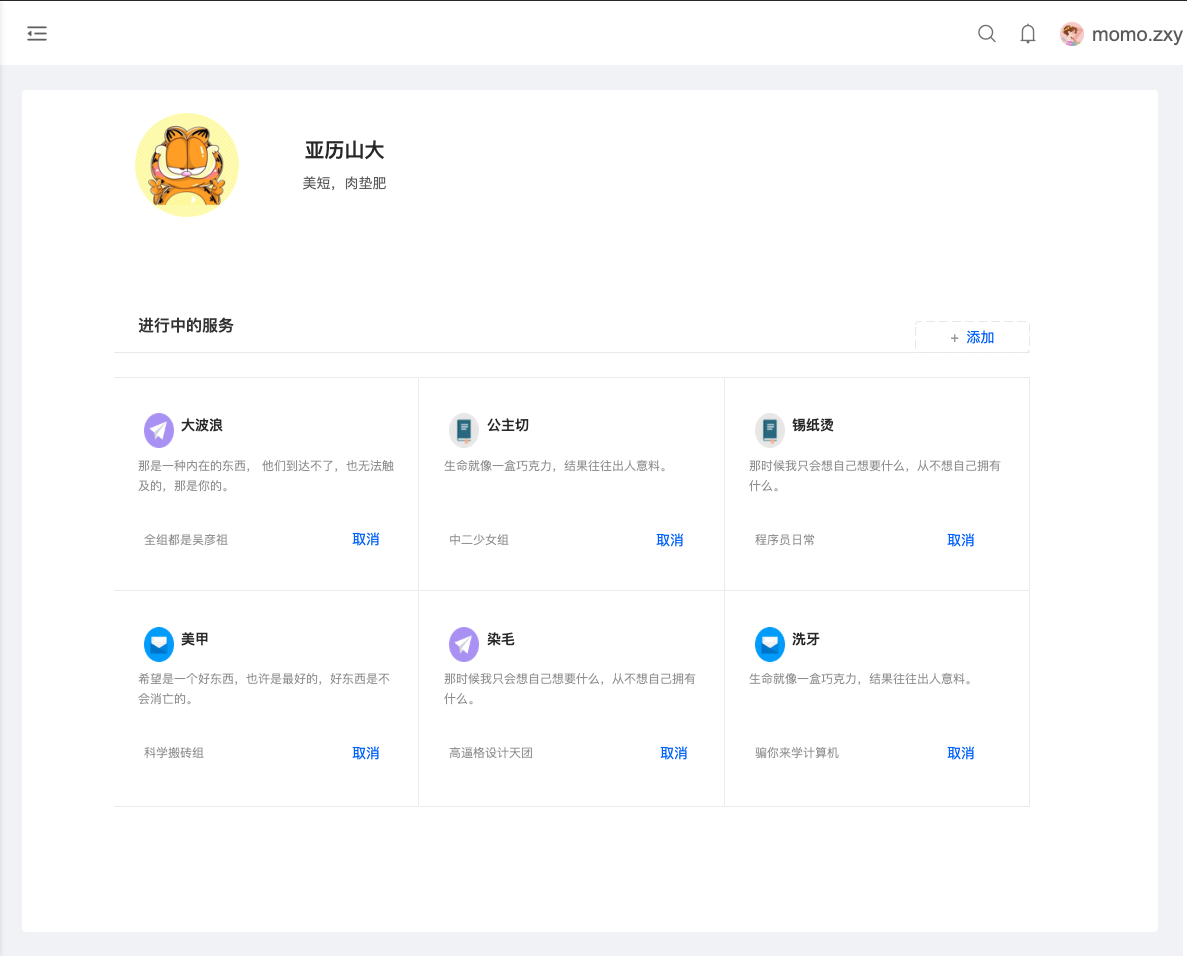 momo.zxy
亚历山大
美短，肉垫肥
进行中的服务
+ 添加
大波浪
那是一种内在的东西， 他们到达不了，也无法触
及的，那是你的。
全组都是吴彦祖
取消
公主切
生命就像一盒巧克力，结果往往出人意料。
中二少女组
取消
锡纸烫
那时候我只会想自己想要什么，从不想自己拥有
什么。
程序员日常
取消
美甲
希望是一个好东西，也许是最好的，好东西是不
会消亡的。
科学搬砖组
取消
染毛
那时候我只会想自己想要什么，从不想自己拥有
什么。
高逼格设计天团
取消
洗牙
生命就像一盒巧克力，结果往往出人意料。
骗你来学计算机
取消